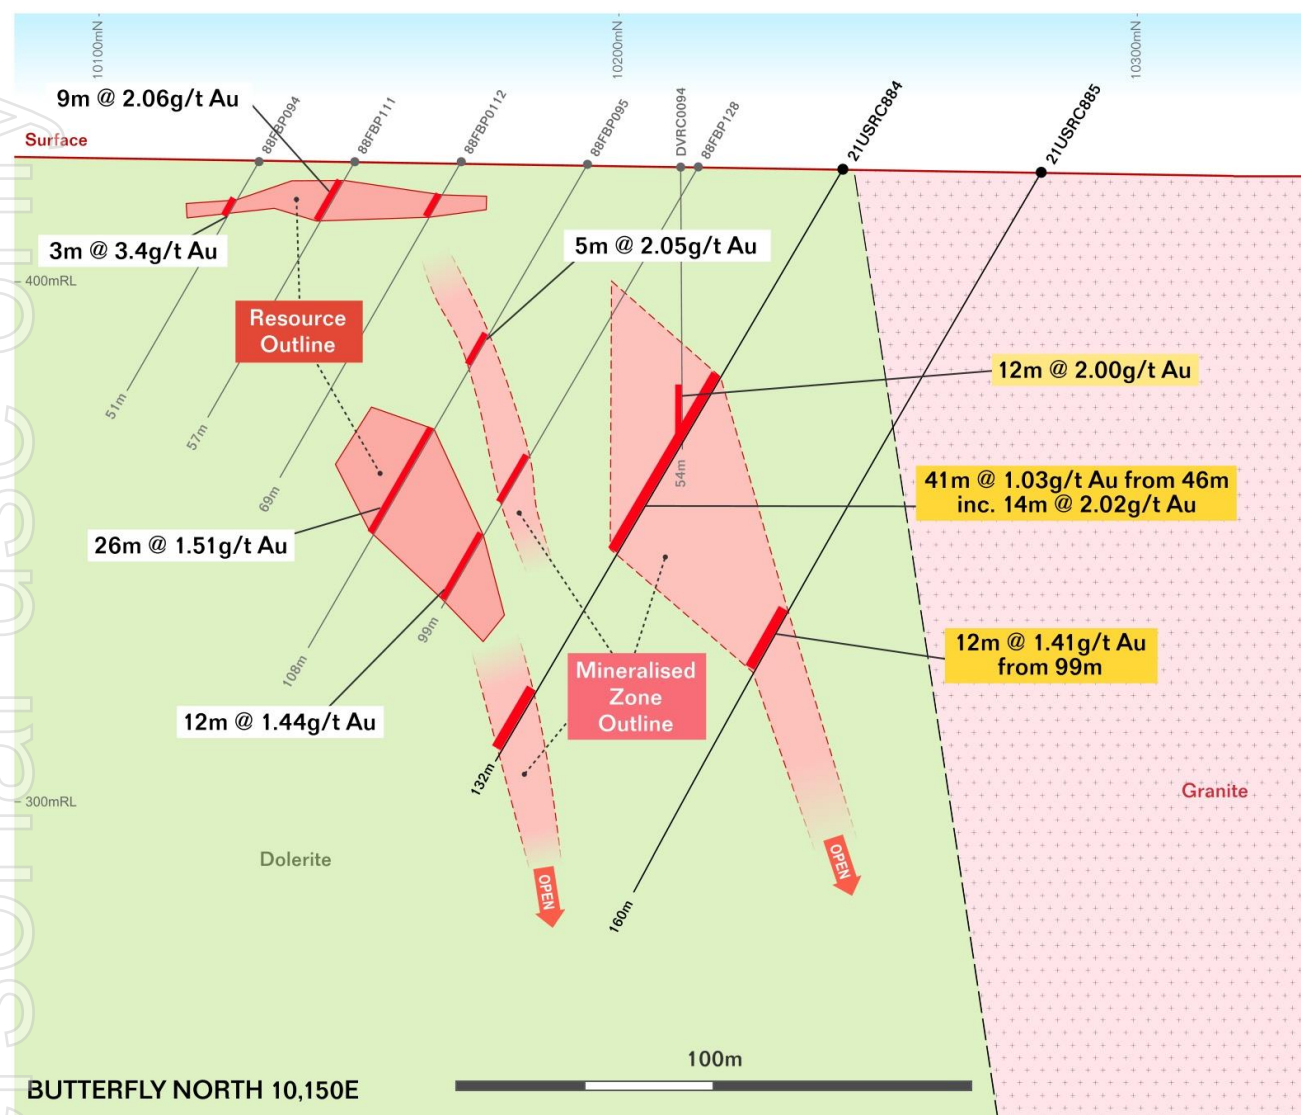 10100mN
10200mN
10300mN
9m @ 2.06g/t Au
88FBP094
88FBP111
88FBP0112
88FBP095
DVRC0094
88FBP128
21USRC884
21USRC885
Surface
3m @ 3.4g/t Au
5m @ 2.05g/t Au
400mRL
Resource
Outline
12m @ 2.00g/t Au
51m
57m
69m
54m
41m @ 1.03g/t Au from 46m
inc. 14m @ 2.02g/t Au
26m @ 1.51g/t Au
99m
108m
12m @ 1.41g/t Au
from 99m
Mineralised
Zone
Outline
12m @ 1.44g/t Au
132m
300mRL
Granite
Dolerite
OPEN
OPEN
160m
100m
BUTTERFLY NORTH 10,150E